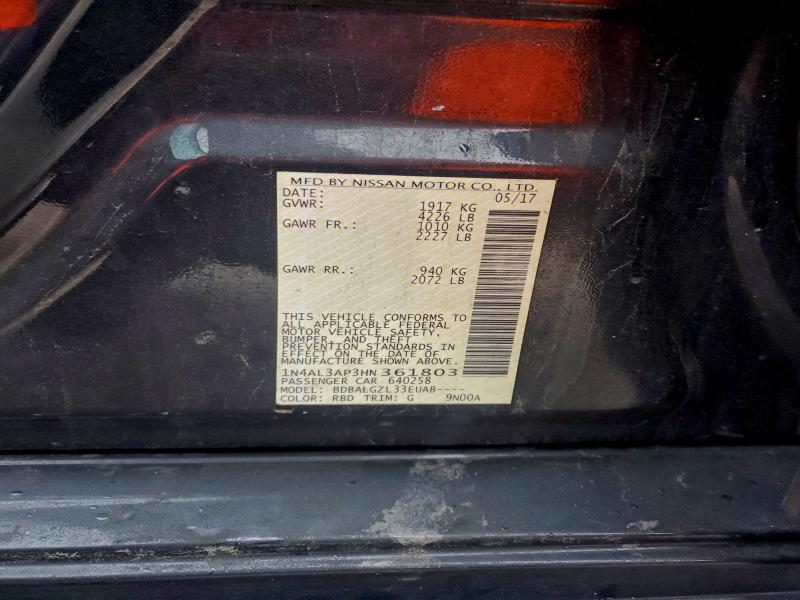 MFD BY NISSAN MOTOR CO., LTD.
DATE: 05/17
GVWR: 1917 KG
4226 LB
GAWR FR.: 1010 KG
2227 LB
GAWR RR.: 940 KG
2072 LB
THIS VEHICLE CONFORMS TO
ALL APPLICABLE FEDERAL
MOTOR VEHICLE SAFETY,
BUMPER, AND THEFT
PREVENTION STANDARDS IN
EFFECT ON THE DATE OF
MANUFACTURE SHOWN ABOVE.
1N4AL3AP3HN361803
PASSENGER CAR 640258
MODEL: BDBALGZL33EUAB----
COLOR: RBD TRIM: G 9N00A